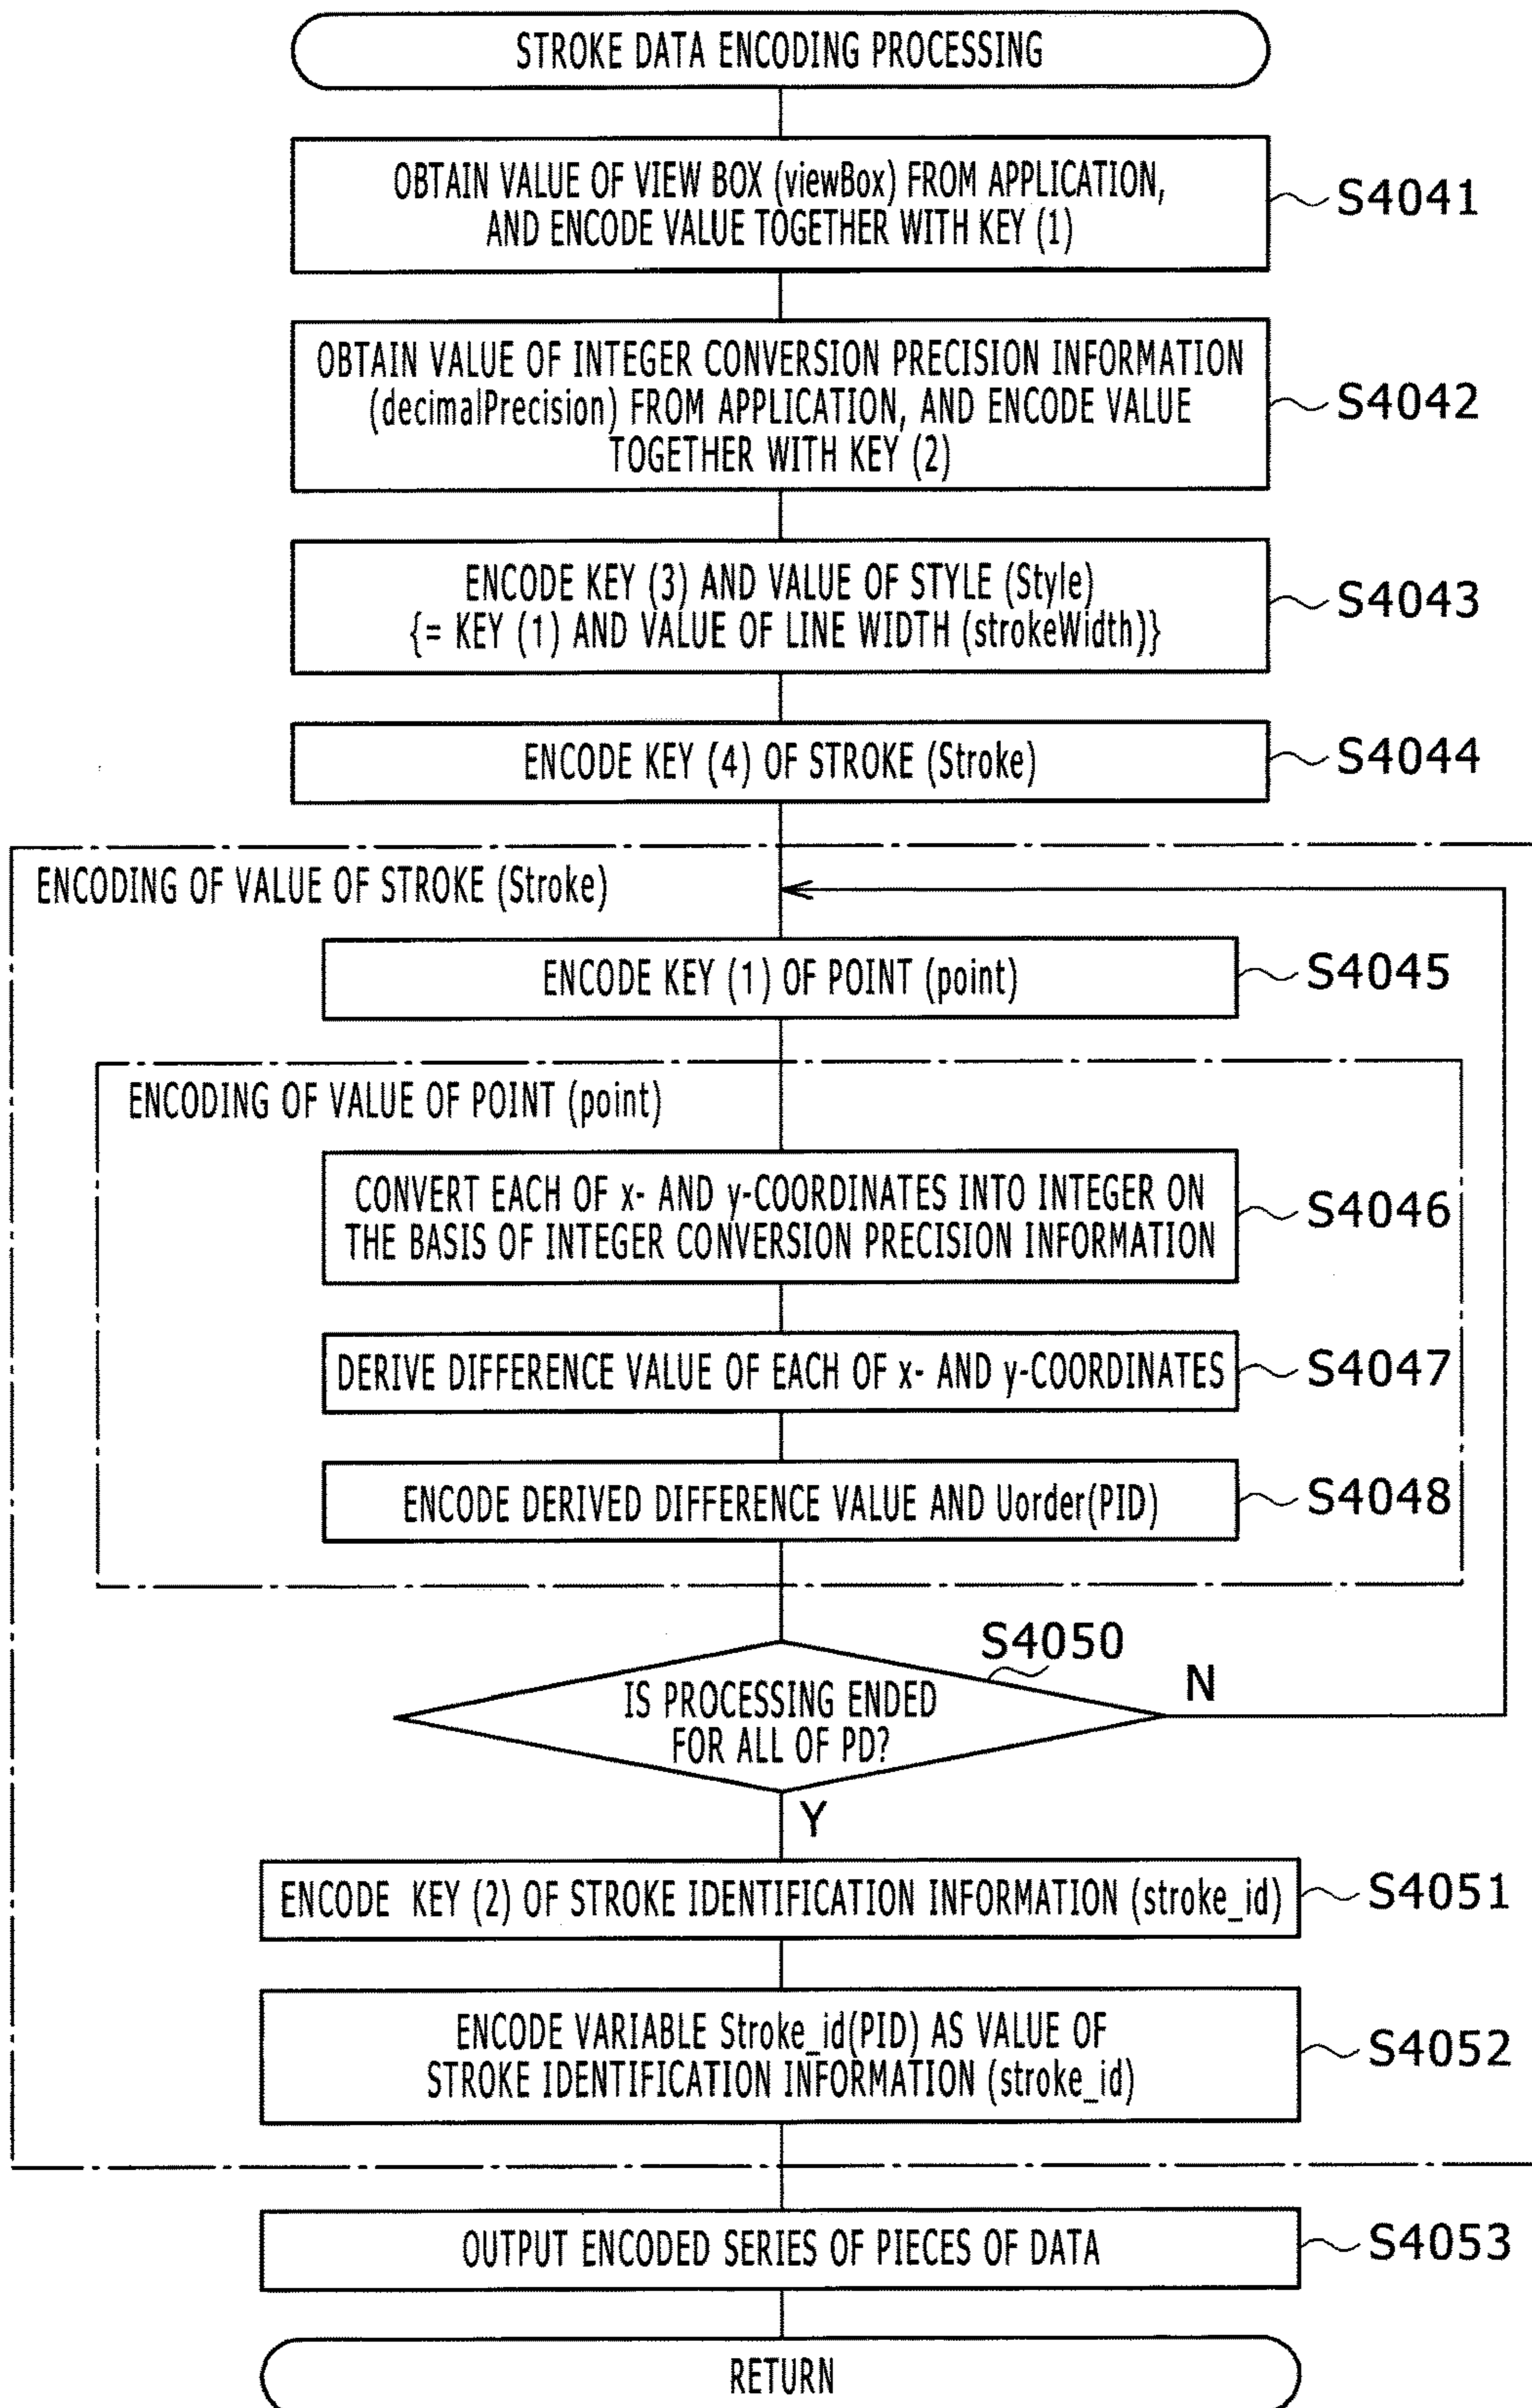 STROKE DATA ENCODING PROCESSING
OBTAIN VALUE OF VIEW BOX (viewBox) FROM APPLICATION,
AND ENCODE VALUE TOGETHER WITH KEY (1)
S4041
OBTAIN VALUE OF INTEGER CONVERSION PRECISION INFORMATION
(decimalPrecision) FROM APPLICATION, AND ENCODE VALUE
TOGETHER WITH KEY (2)
S4042
ENCODE KEY (3) AND VALUE OF STYLE (Style)
{= KEY (1) AND VALUE OF LINE WIDTH (strokeWidth)}
S4043
ENCODE KEY (4) OF STROKE (Stroke)
S4044
ENCODING OF VALUE OF STROKE (Stroke)
ENCODE KEY (1) OF POINT (point)
S4045
ENCODING OF VALUE OF POINT (point)
CONVERT EACH OF x- AND y-COORDINATES INTO INTEGER ON
THE BASIS OF INTEGER CONVERSION PRECISION INFORMATION
S4046
DERIVE DIFFERENCE VALUE OF EACH OF x- AND y-COORDINATES
S4047
ENCODE DERIVED DIFFERENCE VALUE AND Uorder(PID)
S4048
S4050
IS PROCESSING ENDED
FOR ALL OF PD?
N
Y
ENCODE KEY (2) OF STROKE IDENTIFICATION INFORMATION (stroke_id)
S4051
ENCODE VARIABLE Stroke_id(PID) AS VALUE OF
STROKE IDENTIFICATION INFORMATION (stroke_id)
S4052
OUTPUT ENCODED SERIES OF PIECES OF DATA
S4053
RETURN